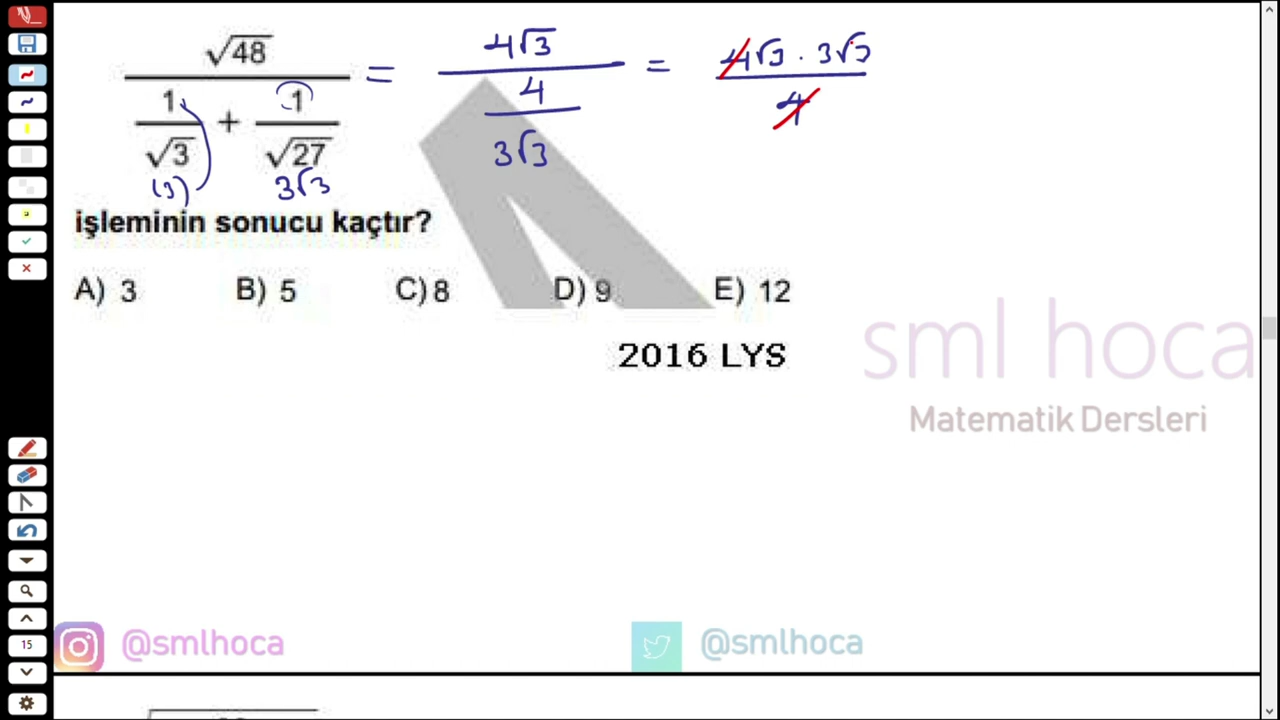 √48 / (1/√3 + 1/√27) = 4√3 / (4 / 3√3) = 4√3 · 3√3 / 4
(3) 3√3
işleminin sonucu kaçtır?
A) 3 B) 5 C) 8 D) 9 E) 12
2016 LYS
sml hoca
Matematik Dersleri
15
@smlhoca @smlhoca